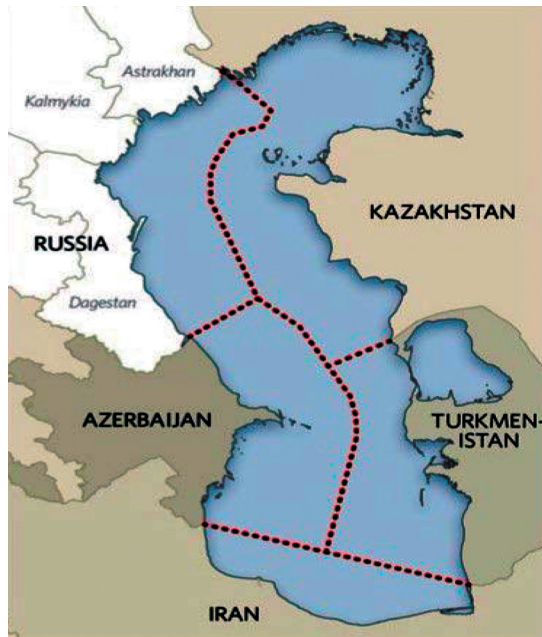 Astrakhan
Kalmykia
KAZAKHSTAN
RUSSIA
Dagestan
AZERBAIJAN
TURKMEN-
ISTAN
IRAN